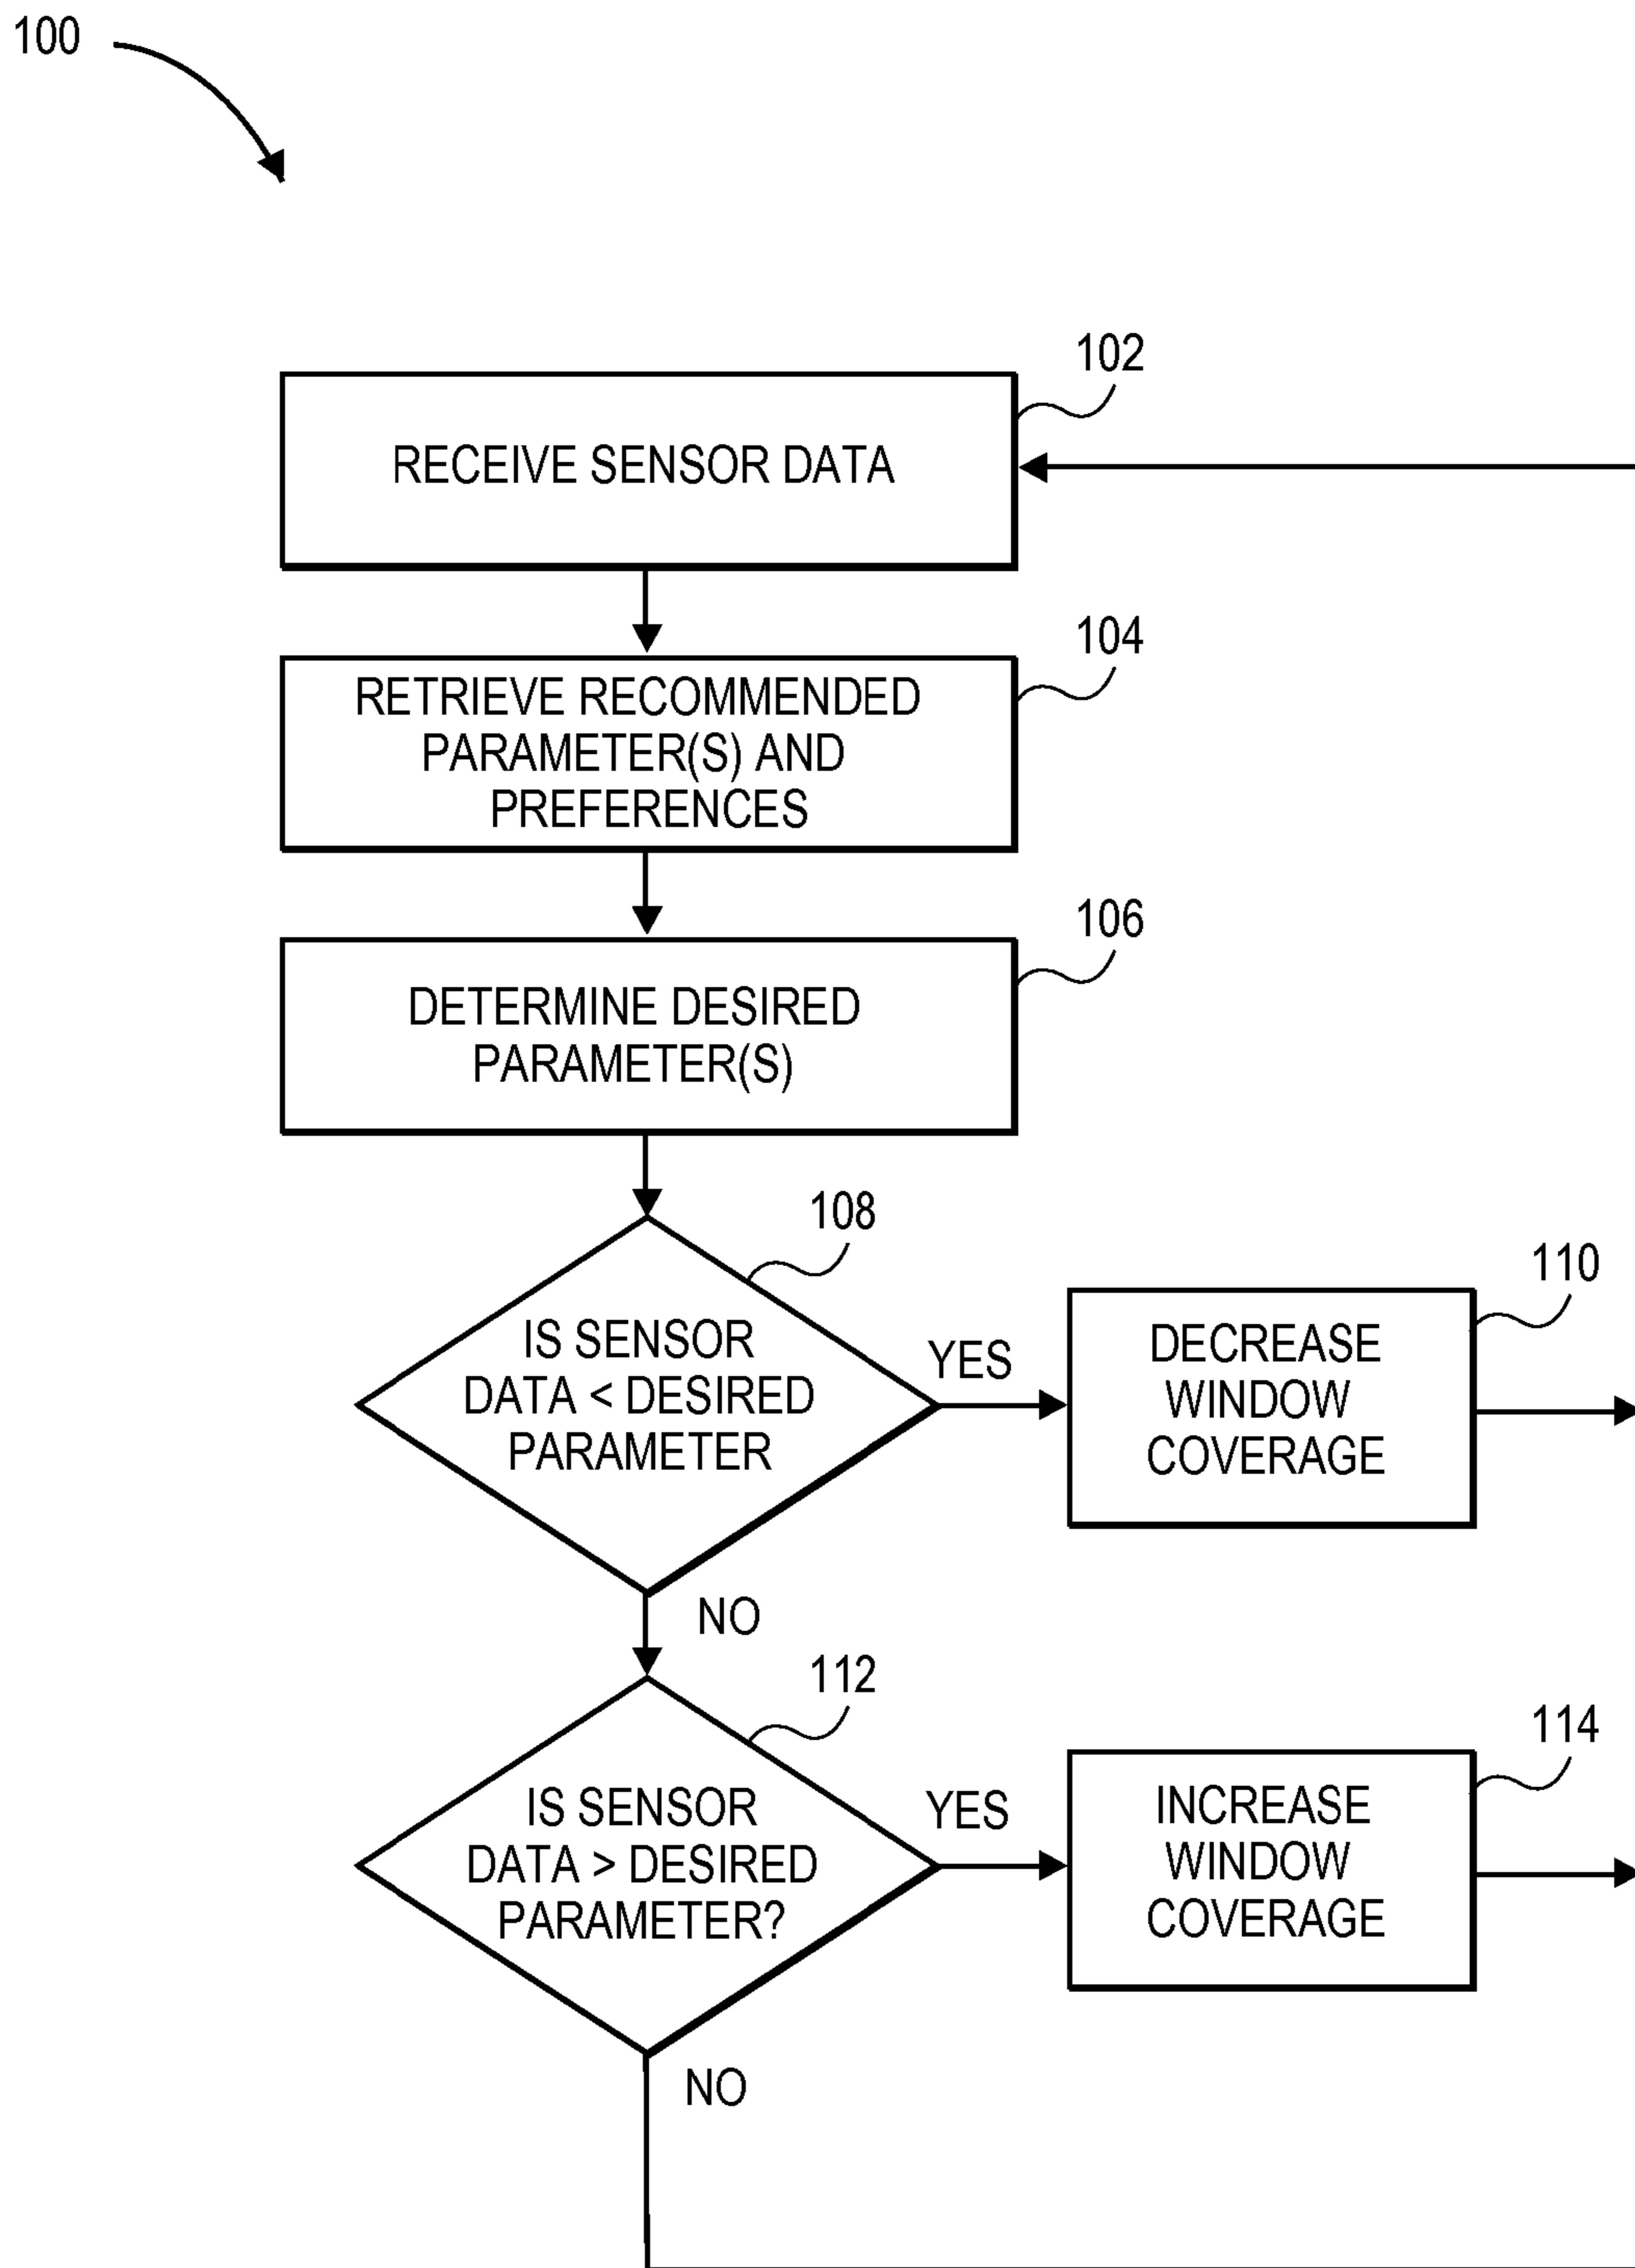 100
102
RECEIVE SENSOR DATA
104
RETRIEVE RECOMMENDED
PARAMETER(S) AND
PREFERENCES
106
DETERMINE DESIRED
PARAMETER(S)
108
IS SENSOR
DATA < DESIRED
PARAMETER
YES
110
DECREASE
WINDOW
COVERAGE
NO
112
IS SENSOR
DATA > DESIRED
PARAMETER?
YES
114
INCREASE
WINDOW
COVERAGE
NO